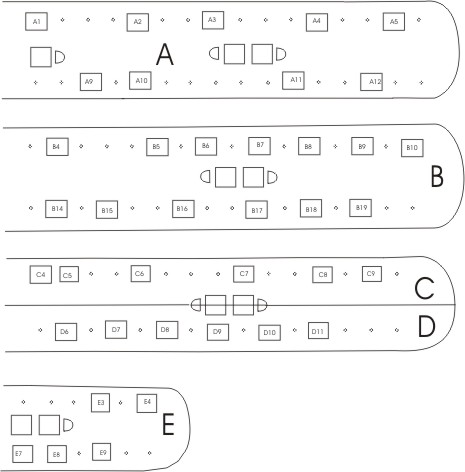 A1 A2 A3 A4 A5
A
A9 A10 A11 A12
B4 B5 B6 B7 B8 B9 B10
B
B14 B15 B16 B17 B18 B19
C4 C5 C6 C7 C8 C9
C
D
D6 D7 D8 D9 D10 D11
E3 E4
E
E7 E8 E9